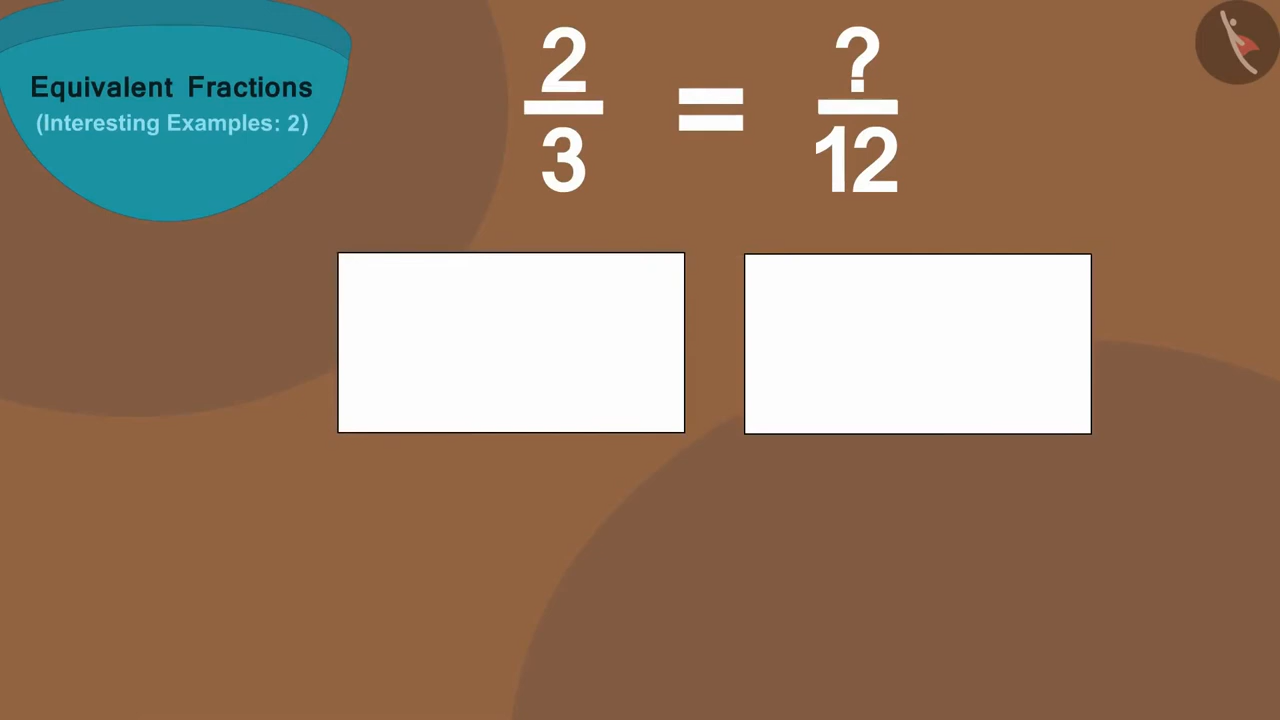 Equivalent Fractions
(Interesting Examples: 2)
2/3 = ?/12